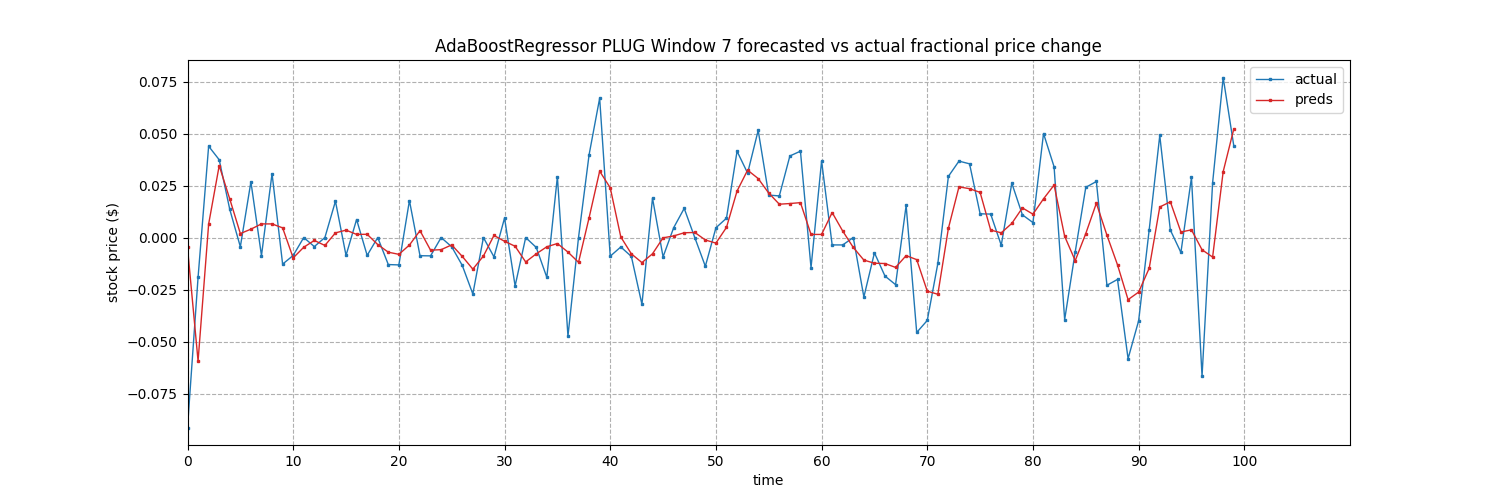 AdaBoostRegressor PLUG Window 7 forecasted vs actual fractional price change
actual
preds
0.075
0.050
0.025
0.000
−0.025
−0.050
−0.075
stock price ($)
0 10 20 30 40 50 60 70 80 90 100
time